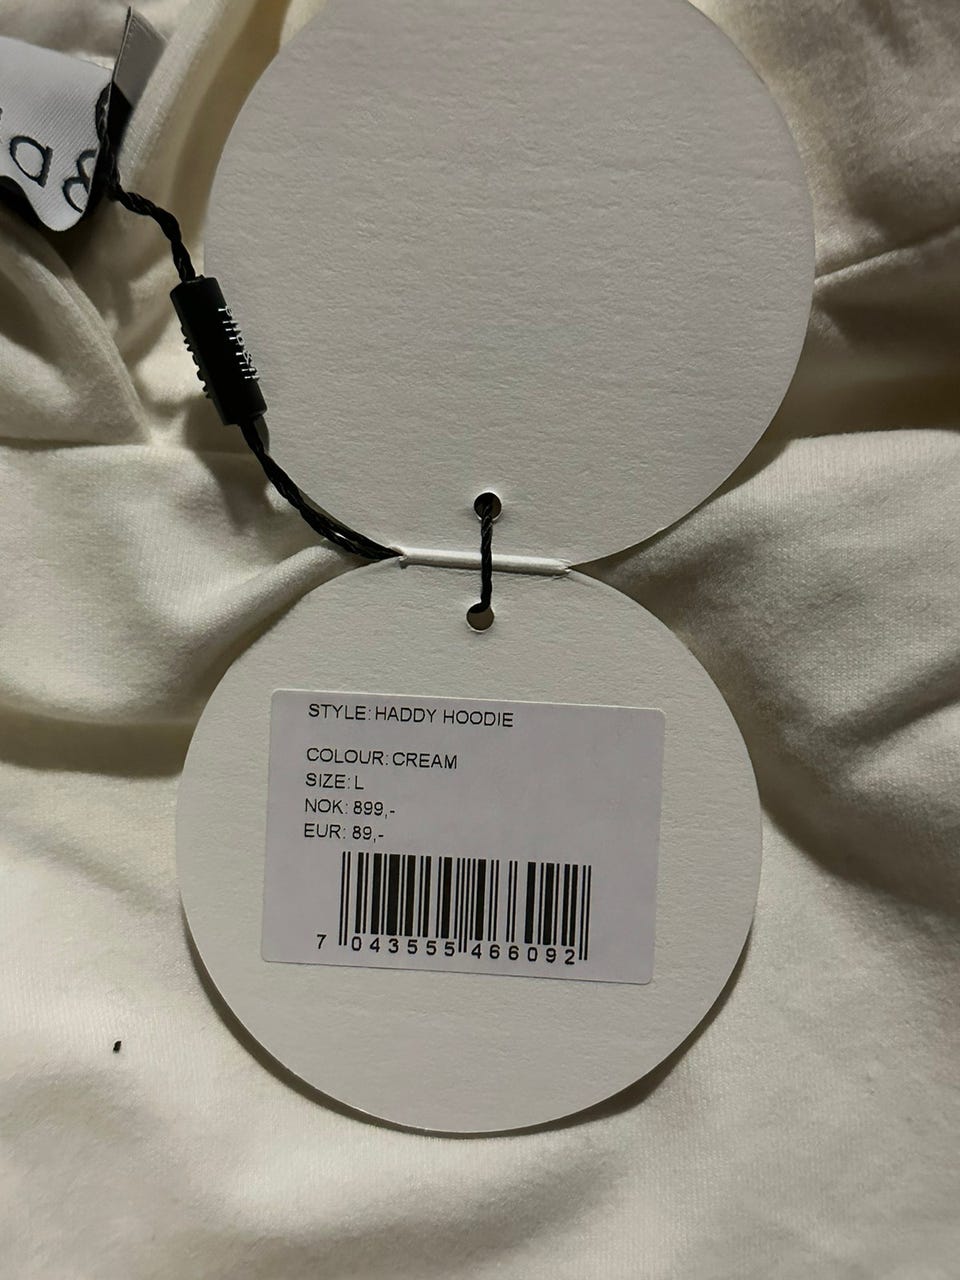 STYLE: HADDY HOODIE
COLOUR: CREAM
SIZE: L
NOK: 899,-
EUR: 89,-
7 043555 466092